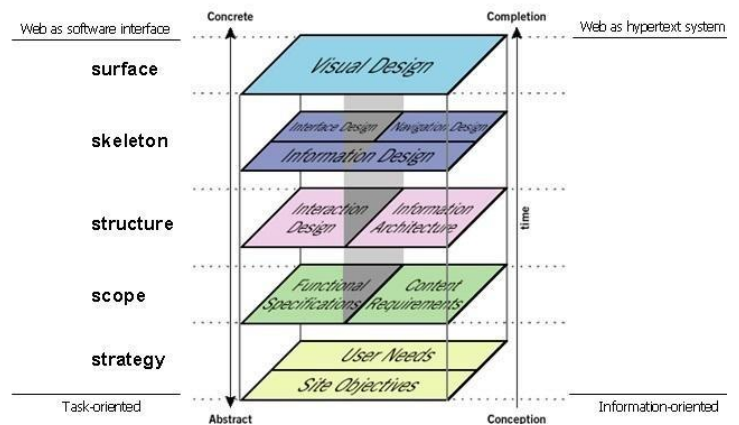 Concrete
Completion
Web as software interface
Web as hypertext system
surface
Visual Design
skeleton
Interface Design
Navigation Design
Information Design
structure
Interaction
Design
Information
Architecture
time
scope
Functional
Specifications
Content
Requirements
strategy
User Needs
Site Objectives
Task-oriented
Information-oriented
Abstract
Conception